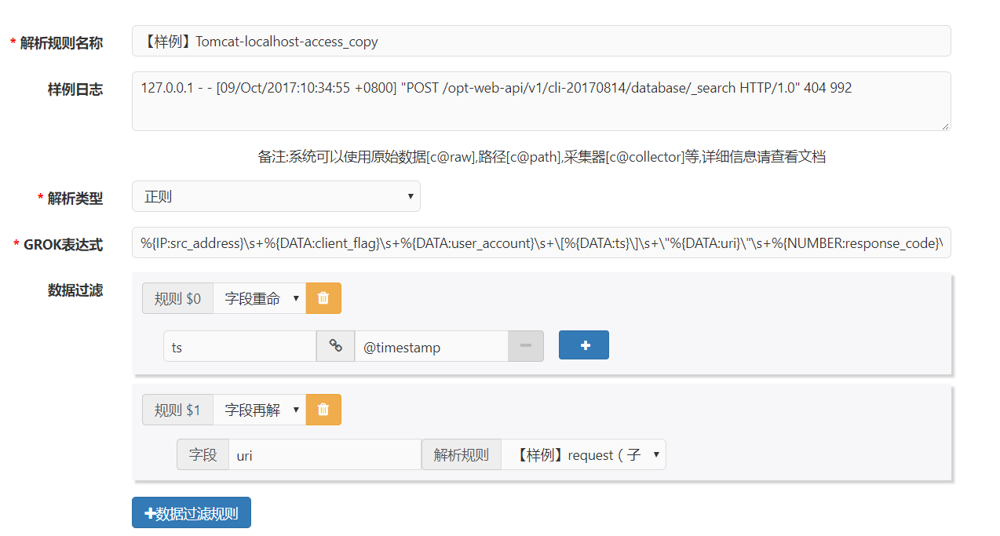 * 解析规则名称 【样例】Tomcat-localhost-access_copy
样例日志 127.0.0.1 - - [09/Oct/2017:10:34:55 +0800] "POST /opt-web-api/v1/cli-20170814/database/_search HTTP/1.0" 404 992
备注:系统可以使用原始数据[c@raw],路径[c@path],采集器[c@collector]等,详细信息请查看文档
* 解析类型 正则
* GROK表达式 %{IP:src_address}\s+%{DATA:client_flag}\s+%{DATA:user_account}\s+\[%{DATA:ts}\]\s+\"%{DATA:uri}\"\s+%{NUMBER:response_code}\
数据过滤
规则 $0 字段重命
ts @timestamp
规则 $1 字段再解
字段 uri 解析规则 【样例】request（子
数据过滤规则